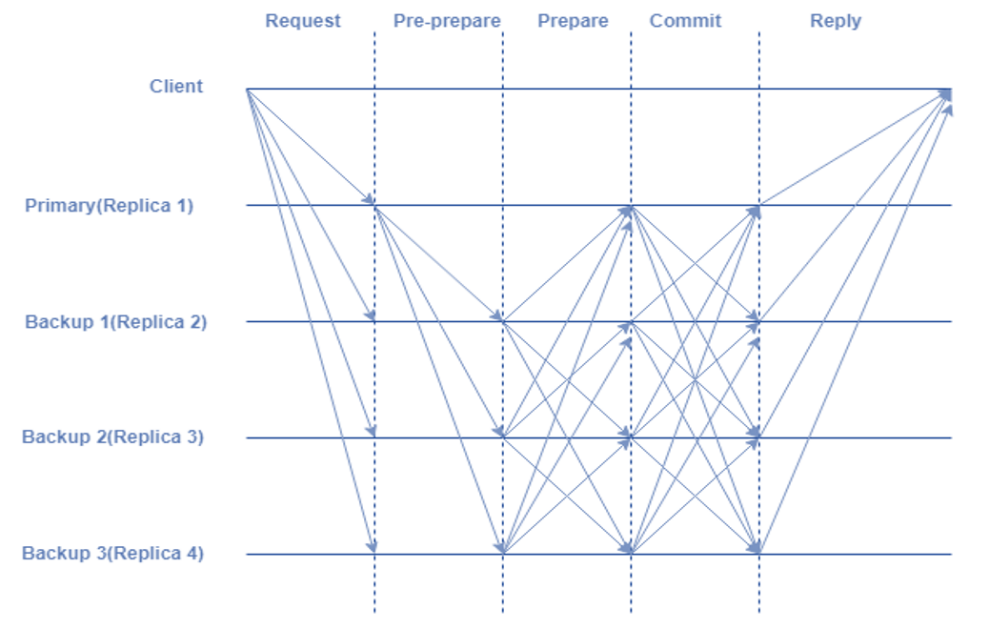 Request Pre-prepare Prepare Commit Reply
Client
Primary(Replica 1)
Backup 1(Replica 2)
Backup 2(Replica 3)
Backup 3(Replica 4)